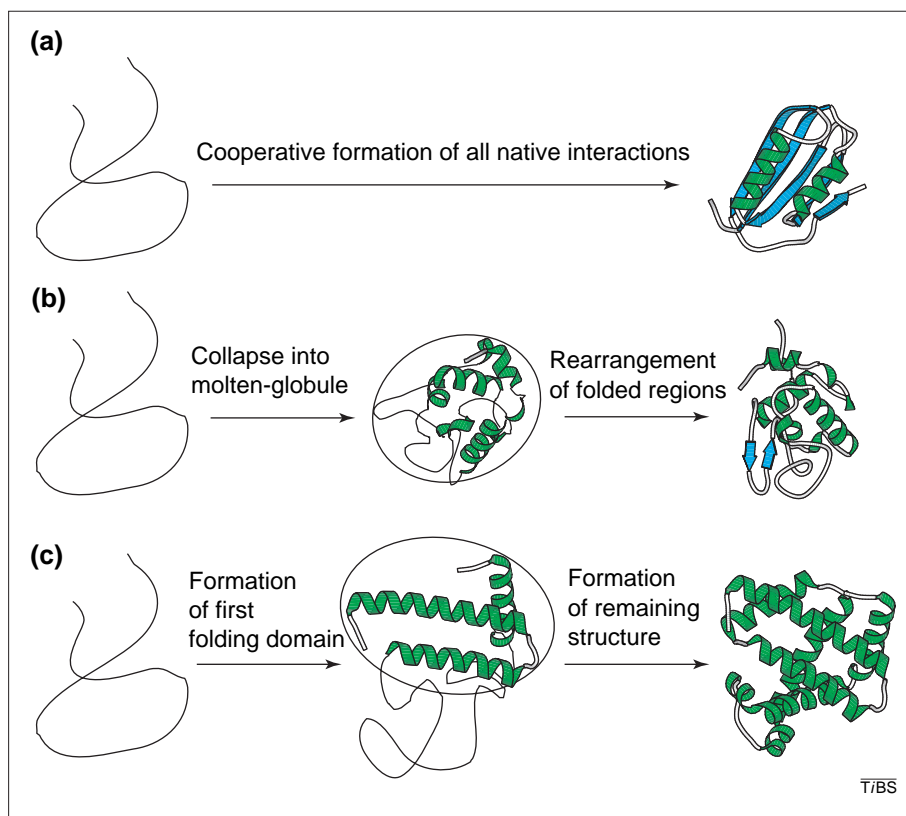 (a)
Cooperative formation of all native interactions
(b)
Collapse into
molten-globule
Rearrangement
of folded regions
(c)
Formation
of first
folding domain
Formation
of remaining
structure
TiBS